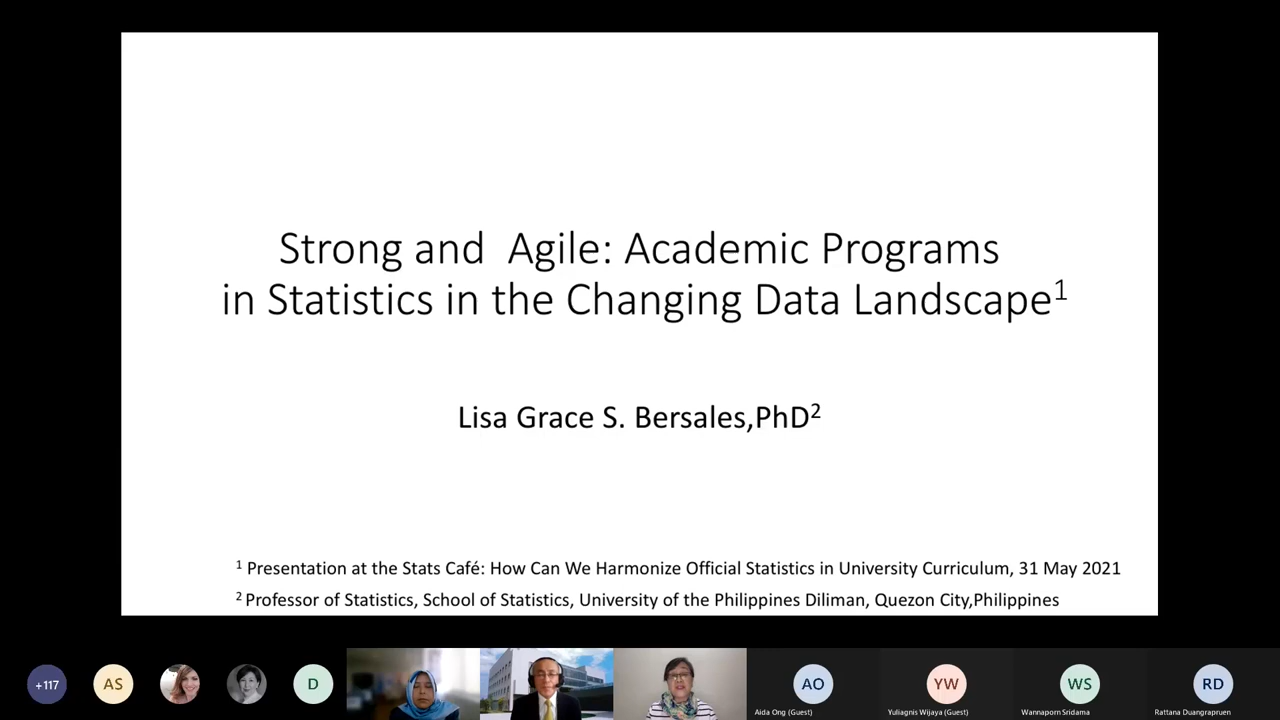 Strong and Agile: Academic Programs
in Statistics in the Changing Data Landscape¹
Lisa Grace S. Bersales,PhD²
¹ Presentation at the Stats Café: How Can We Harmonize Official Statistics in University Curriculum, 31 May 2021
² Professor of Statistics, School of Statistics, University of the Philippines Diliman, Quezon City,Philippines
+117
AS
D
AO
YW
WS
RD
Aida Ong (Guest)
Yuliagnis Wijaya (Guest)
Wannaporn Sridama
Rattana Duangrapruen